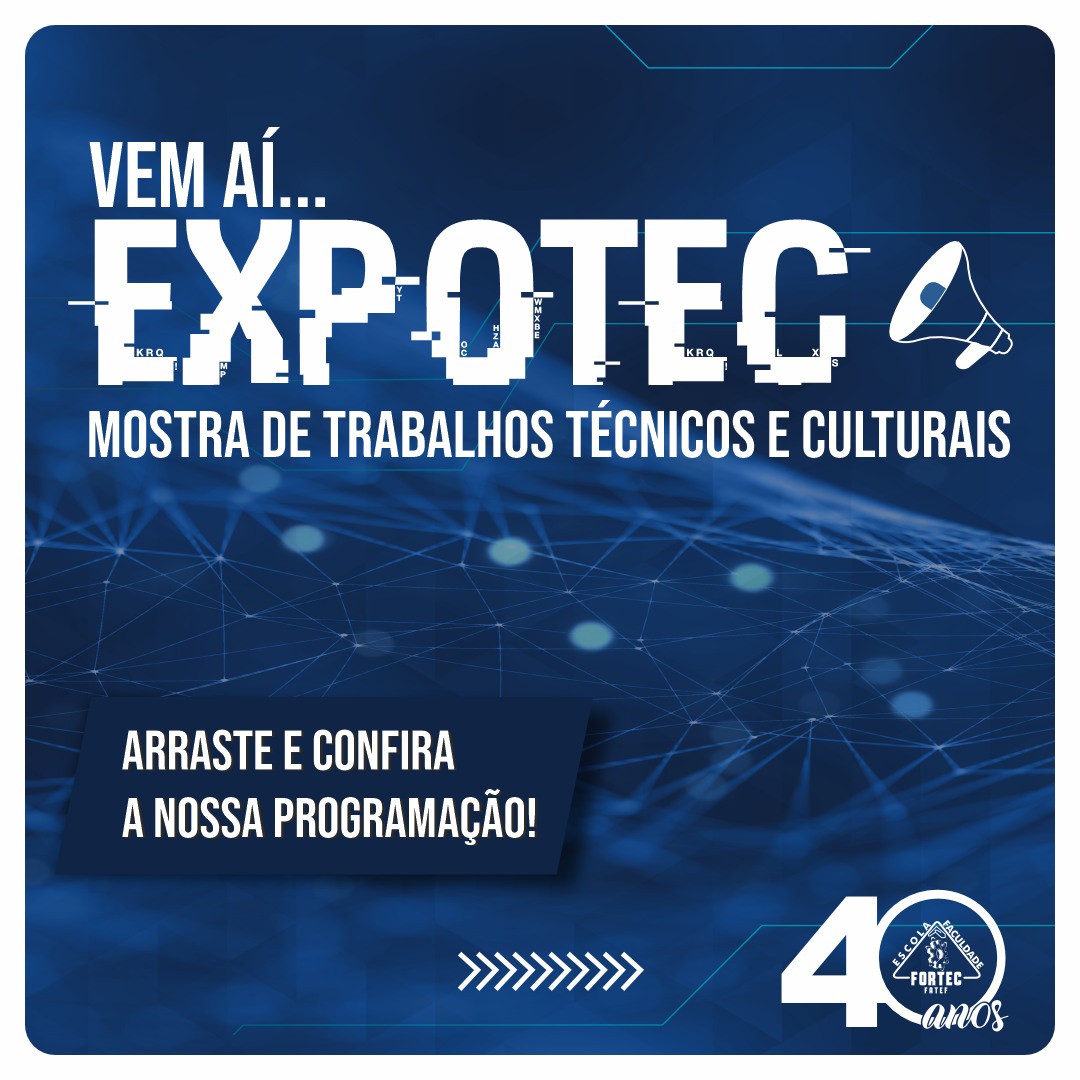 VEM AÍ...
EXPOTEC
MOSTRA DE TRABALHOS TÉCNICOS E CULTURAIS
ARRASTE E CONFIRA
A NOSSA PROGRAMAÇÃO!
40
ESCOLA FACULDADE
FORTEC
FATEF
anos